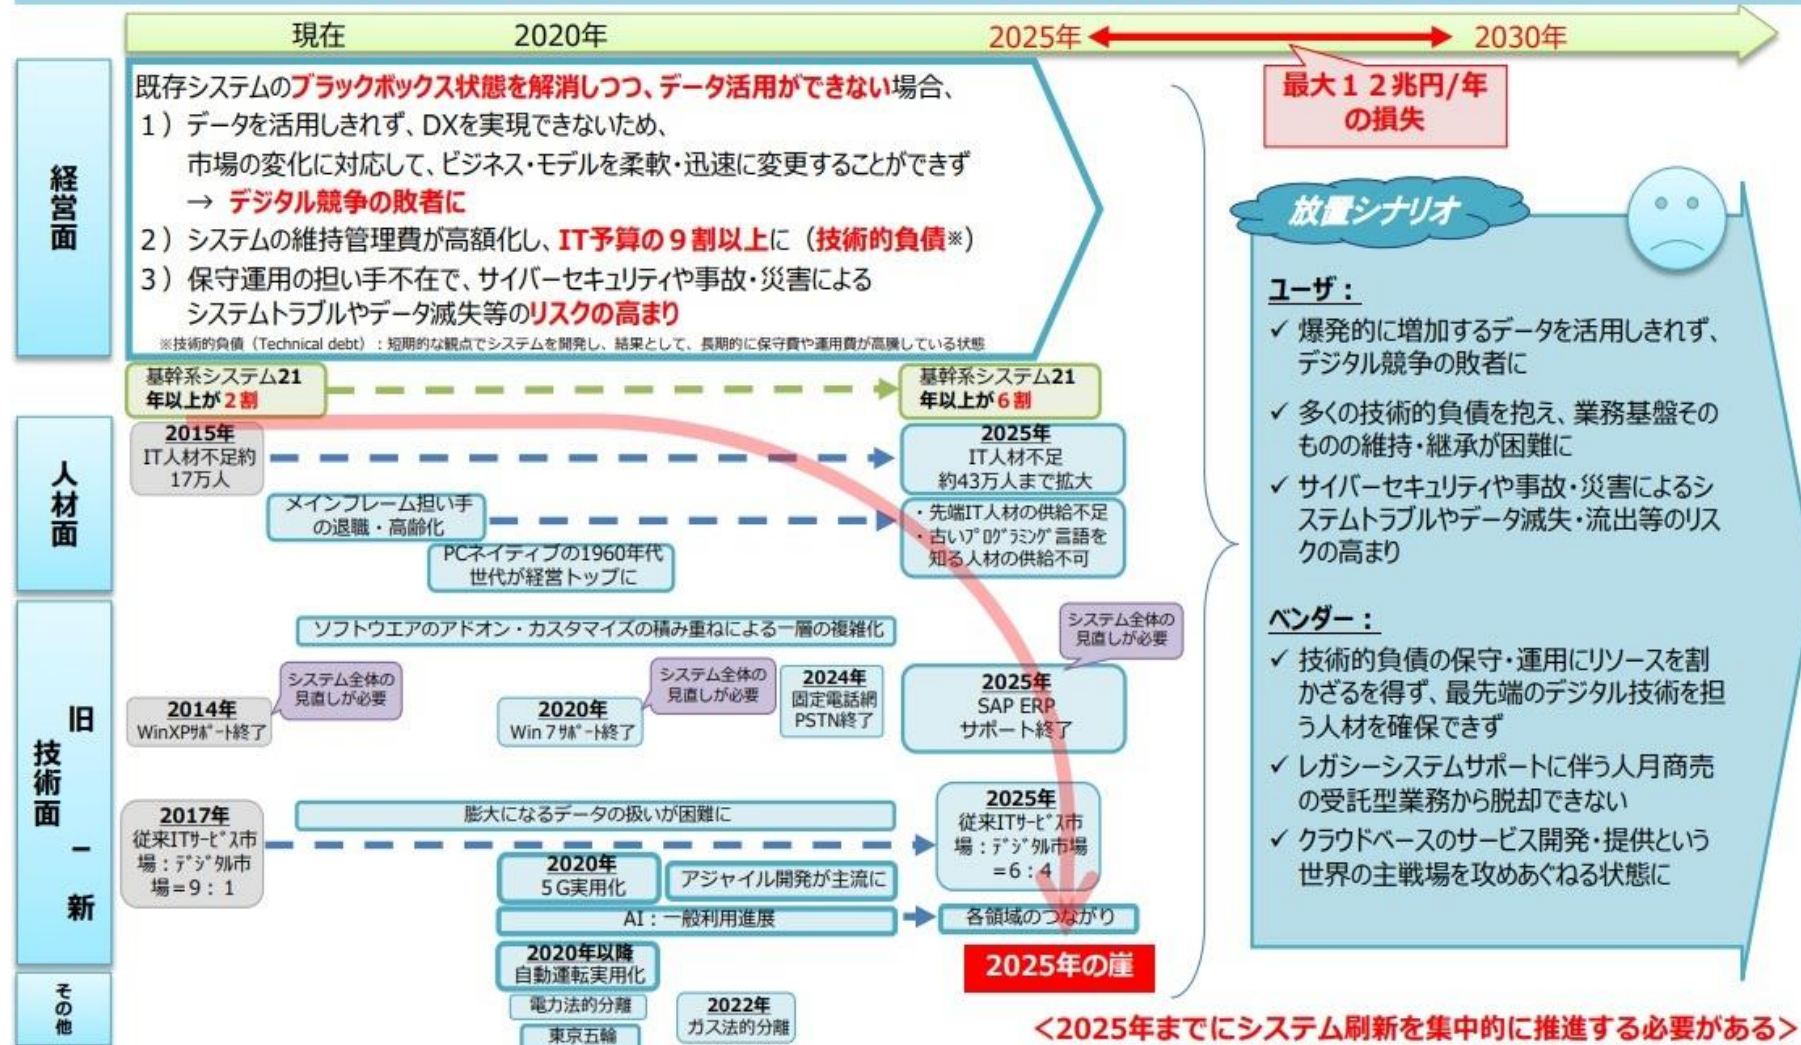 現在
2020年
2025年
2030年
最大12兆円/年
の損失
経営面
既存システムのブラックボックス状態を解消しつつ、データ活用ができない場合、
1）データを活用しきれず、DXを実現できないため、
市場の変化に対応して、ビジネス・モデルを柔軟・迅速に変更することができず
→ デジタル競争の敗者に
2）システムの維持管理費が高額化し、IT予算の9割以上に（技術的負債※）
3）保守運用の担い手不在で、サイバーセキュリティや事故・災害による
システムトラブルやデータ滅失等のリスクの高まり
※技術的負債（Technical debt）：短期的な観点でシステムを開発し、結果として、長期的に保守費や運用費が高騰している状態
基幹系システム21
年以上が2割
基幹系システム21
年以上が6割
人材面
2015年
IT人材不足約
17万人
2025年
IT人材不足
約43万人まで拡大
メインフレーム担い手
の退職・高齢化
・先端IT人材の供給不足
・古いプログラミング言語を
知る人材の供給不可
PCネイティブの1960年代
世代が経営トップに
技術面
旧
ー
新
ソフトウエアのアドオン・カスタマイズの積み重ねによる一層の複雑化
システム全体の
見直しが必要
2014年
WinXPｻﾎﾟｰﾄ終了
システム全体の
見直しが必要
2020年
Win 7 ｻﾎﾟｰﾄ終了
システム全体の
見直しが必要
2024年
固定電話網
PSTN終了
2025年
SAP ERP
サポート終了
2017年
従来ITｻｰﾋﾞｽ市
場：ﾃﾞｼﾞﾀﾙ市
場＝9：1
膨大になるデータの扱いが困難に
2025年
従来ITｻｰﾋﾞｽ市
場：ﾃﾞｼﾞﾀﾙ市場
＝6：4
2020年
5G実用化
アジャイル開発が主流に
AI：一般利用進展
各領域のつながり
2020年以降
自動運転実用化
2025年の崖
その他
電力法的分離
東京五輪
2022年
ガス法的分離
放置シナリオ
ユーザ：
✓ 爆発的に増加するデータを活用しきれず、
デジタル競争の敗者に
✓ 多くの技術的負債を抱え、業務基盤その
ものの維持・継承が困難に
✓ サイバーセキュリティや事故・災害によるシ
ステムトラブルやデータ滅失・流出等のリス
クの高まり
ベンダー：
✓ 技術的負債の保守・運用にリソースを割
かざるを得ず、最先端のデジタル技術を担
う人材を確保できず
✓ レガシーシステムサポートに伴う人月商売
の受託型業務から脱却できない
✓ クラウドベースのサービス開発・提供という
世界の主戦場を攻めあぐねる状態に
＜2025年までにシステム刷新を集中的に推進する必要がある＞